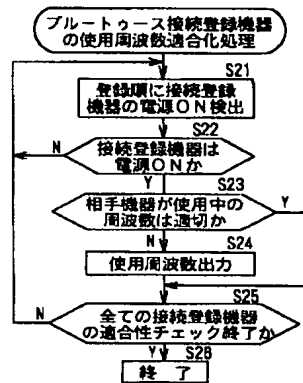 ブルートゥース接続登録機器
の使用周波数適合化処理
S21
登録順に接続登録
機器の電源ON検出
S22
接続登録機器は
電源ONか
N
Y
S23
相手機器が使用中の
周波数は適切か
Y
N
S24
使用周波数出力
S25
全ての接続登録機器
の適合性チェック終了か
N
Y
S26
終了